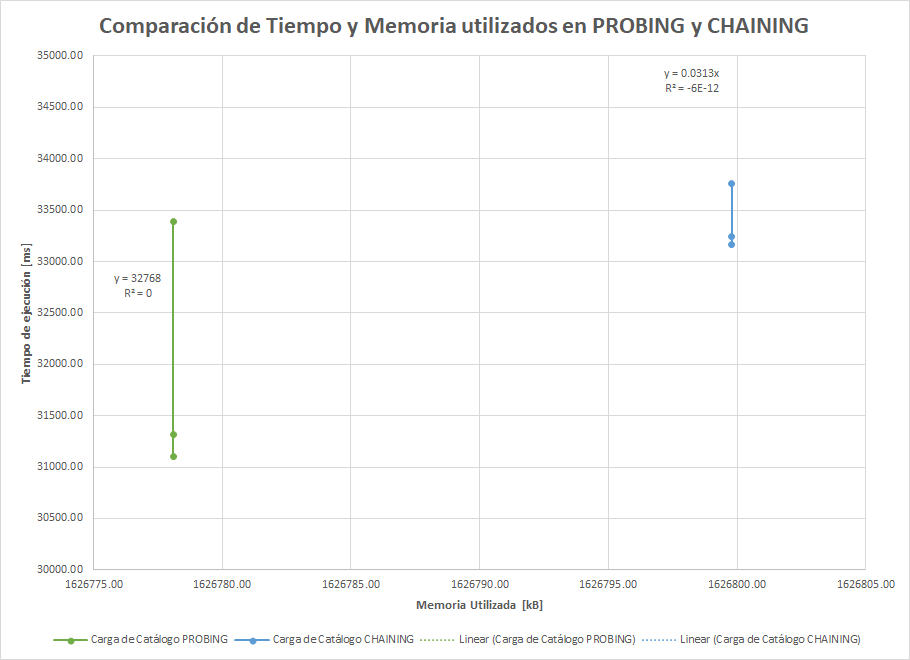 Comparación de Tiempo y Memoria utilizados en PROBING y CHAINING
35000.00
34500.00
34000.00
33500.00
33000.00
32500.00
32000.00
31500.00
31000.00
30500.00
30000.00
Tiempo de ejecución [ms]
y = 0.0313x
R² = -6E-12
y = 32768
R² = 0
1626775.00 1626780.00 1626785.00 1626790.00 1626795.00 1626800.00 1626805.00
Memoria Utilizada [kB]
Carga de Catálogo PROBING Carga de Catálogo CHAINING Linear (Carga de Catálogo PROBING) Linear (Carga de Catálogo CHAINING)